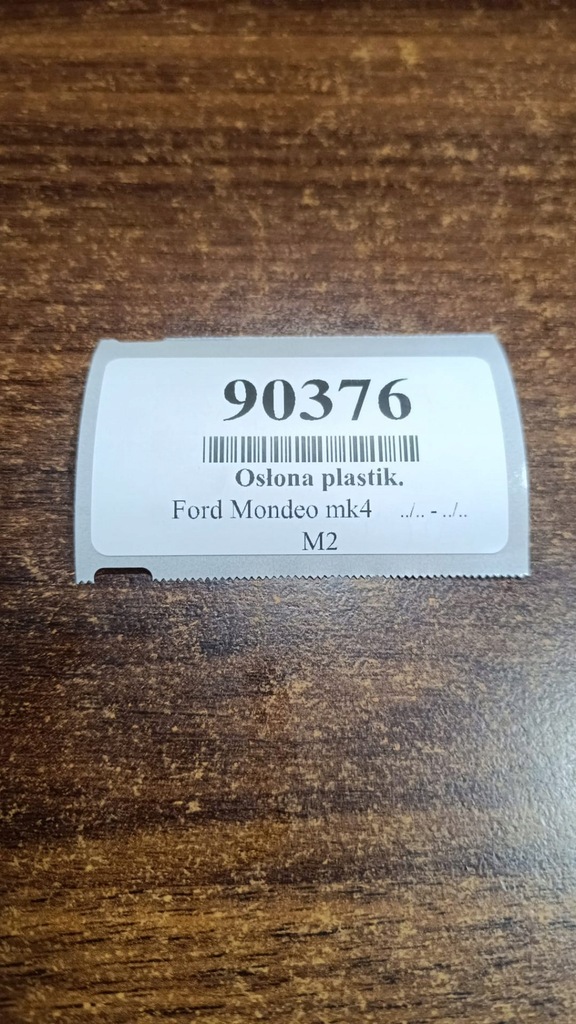 90376
Osłona plastik.
Ford Mondeo mk4 ../.. - ../..
M2